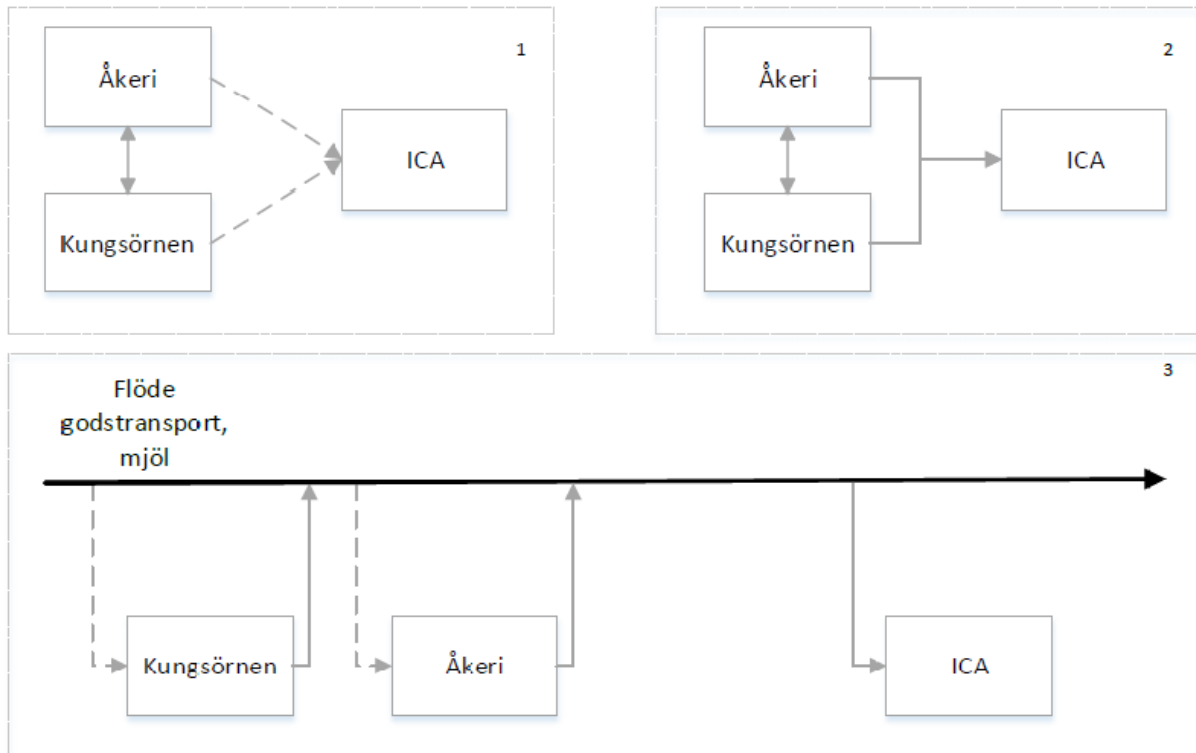 1
Åkeri
ICA
Kungsörnen
2
Åkeri
ICA
Kungsörnen
3
Flöde
godstransport,
mjöl
Kungsörnen
Åkeri
ICA